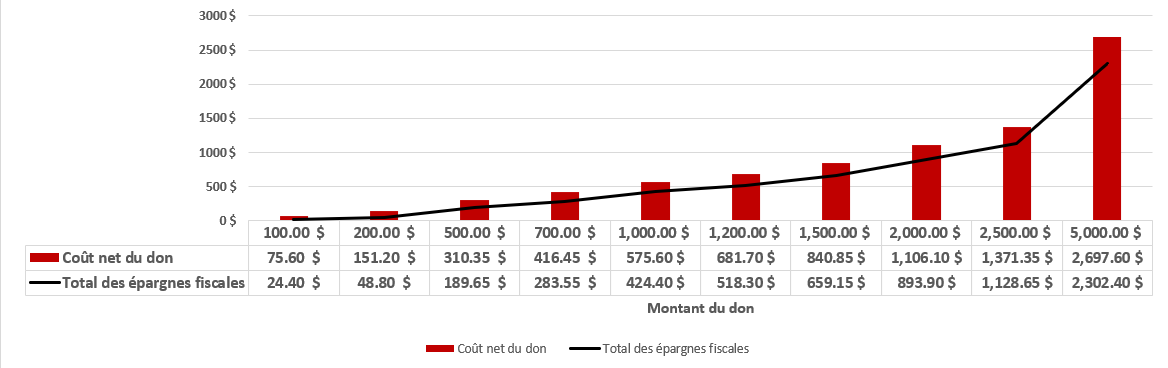 3000 $
2500 $
2000 $
1500 $
1000 $
500 $
0 $
100.00 $ 200.00 $ 500.00 $ 700.00 $ 1,000.00 $ 1,200.00 $ 1,500.00 $ 2,000.00 $ 2,500.00 $ 5,000.00 $
Coût net du don 75.60 $ 151.20 $ 310.35 $ 416.45 $ 575.60 $ 681.70 $ 840.85 $ 1,106.10 $ 1,371.35 $ 2,697.60 $
Total des épargnes fiscales 24.40 $ 48.80 $ 189.65 $ 283.55 $ 424.40 $ 518.30 $ 659.15 $ 893.90 $ 1,128.65 $ 2,302.40 $
Montant du don
Coût net du don Total des épargnes fiscales